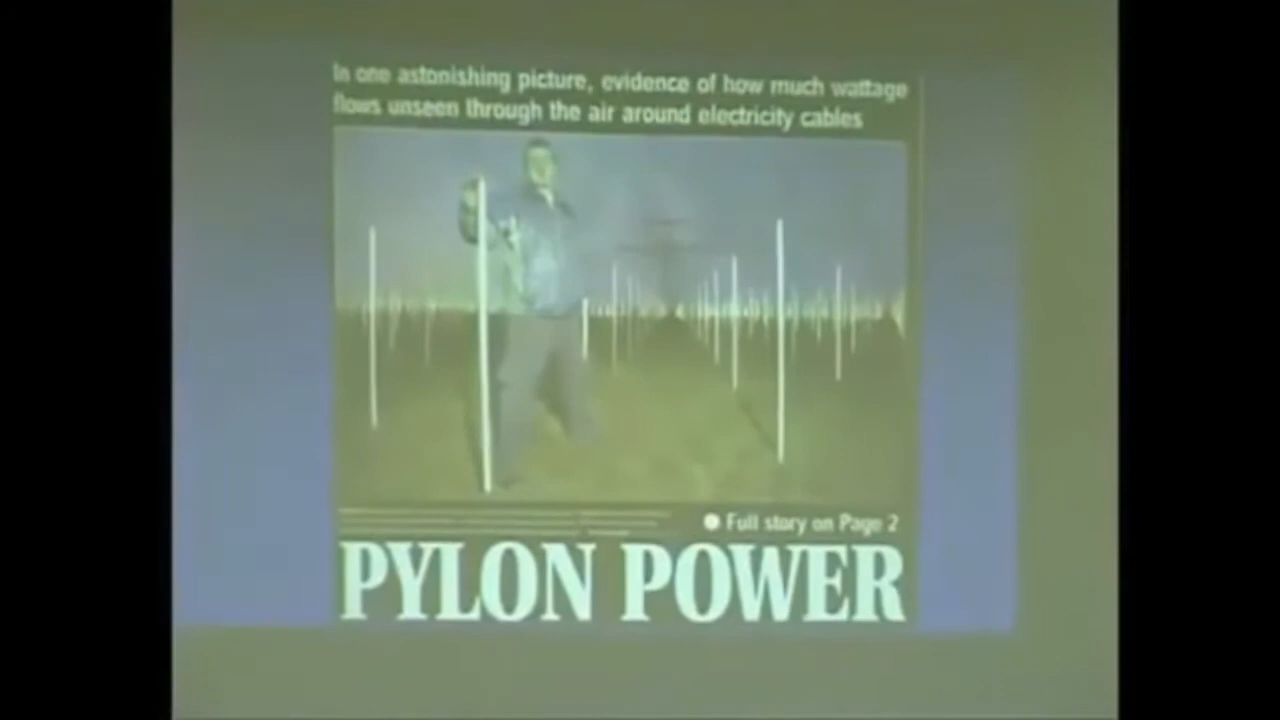 In one astonishing picture, evidence of how much wattage
flows unseen through the air around electricity cables
● Full story on Page 2
PYLON POWER